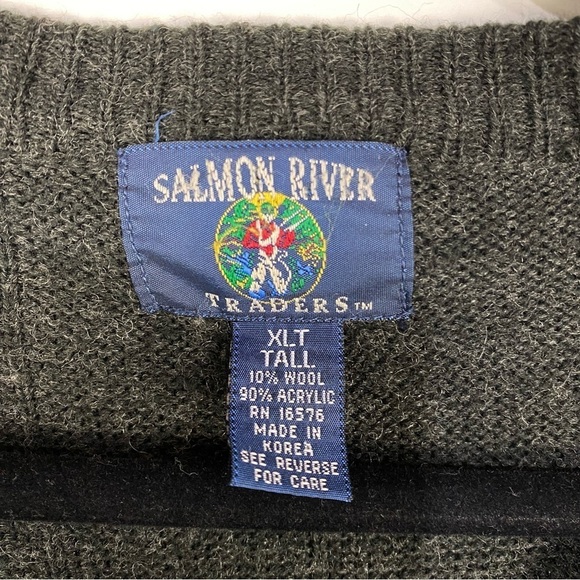 SALMON RIVER
TRADERS™
XLT
TALL
10% WOOL
90% ACRYLIC
RN 16576
MADE IN
KOREA
SEE REVERSE
FOR CARE